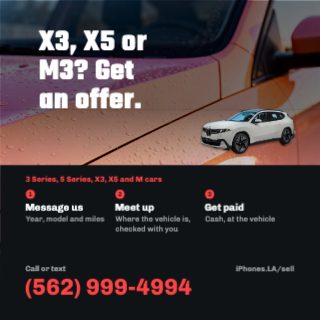 X3, X5 or
M3? Get
an offer.
3 Series, 5 Series, X3, X5 and M cars
1
2
3
Message us
Meet up
Get paid
Year, model and miles
Where the vehicle is,
checked with you
Cash, at the vehicle
Call or text
iPhones.LA/sell
(562) 999-4994